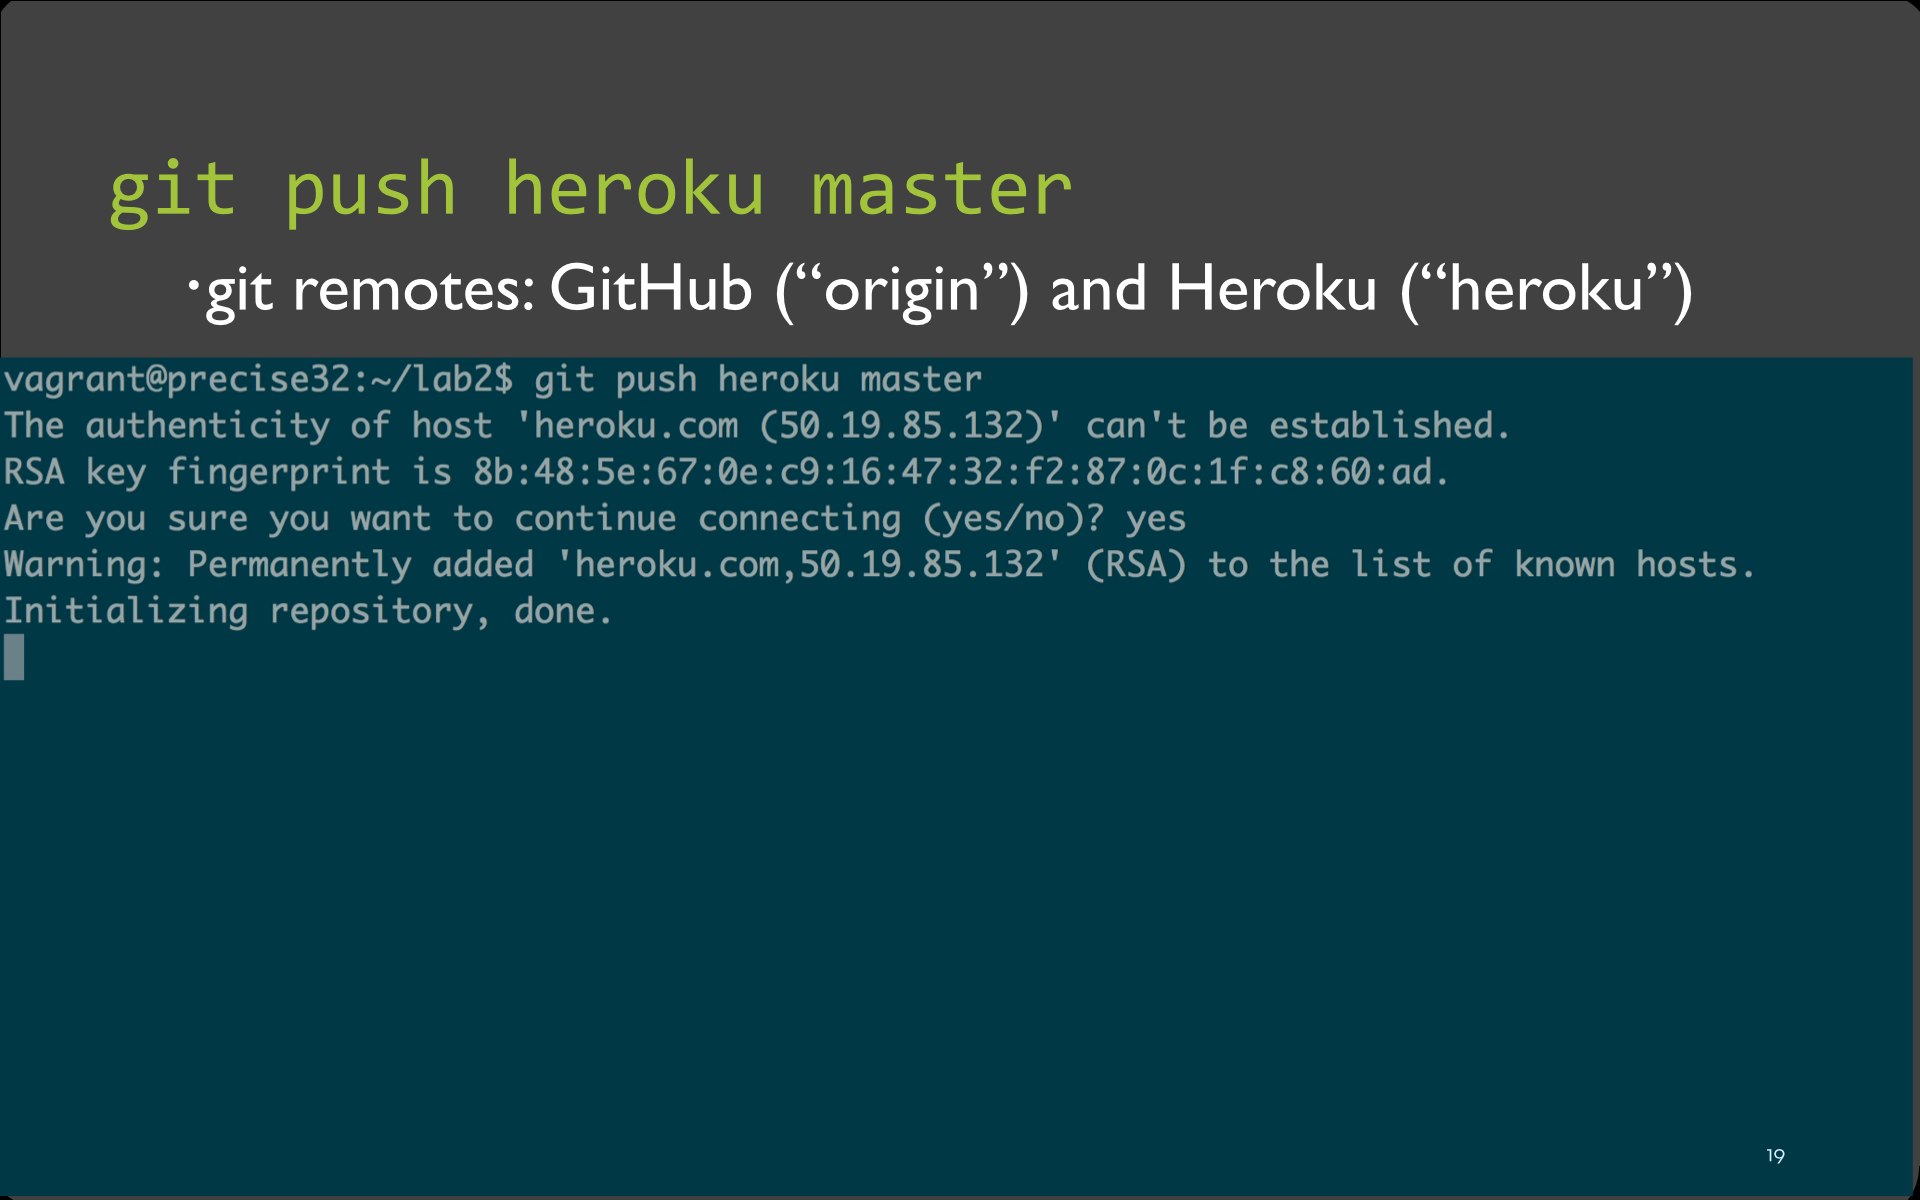 git push heroku master
•git remotes: GitHub (“origin”) and Heroku (“heroku”)
vagrant@precise32:~/lab2$ git push heroku master
The authenticity of host 'heroku.com (50.19.85.132)' can't be established.
RSA key fingerprint is 8b:48:5e:67:0e:c9:16:47:32:f2:87:0c:1f:c8:60:ad.
Are you sure you want to continue connecting (yes/no)? yes
Warning: Permanently added 'heroku.com,50.19.85.132' (RSA) to the list of known hosts.
Initializing repository, done.
19